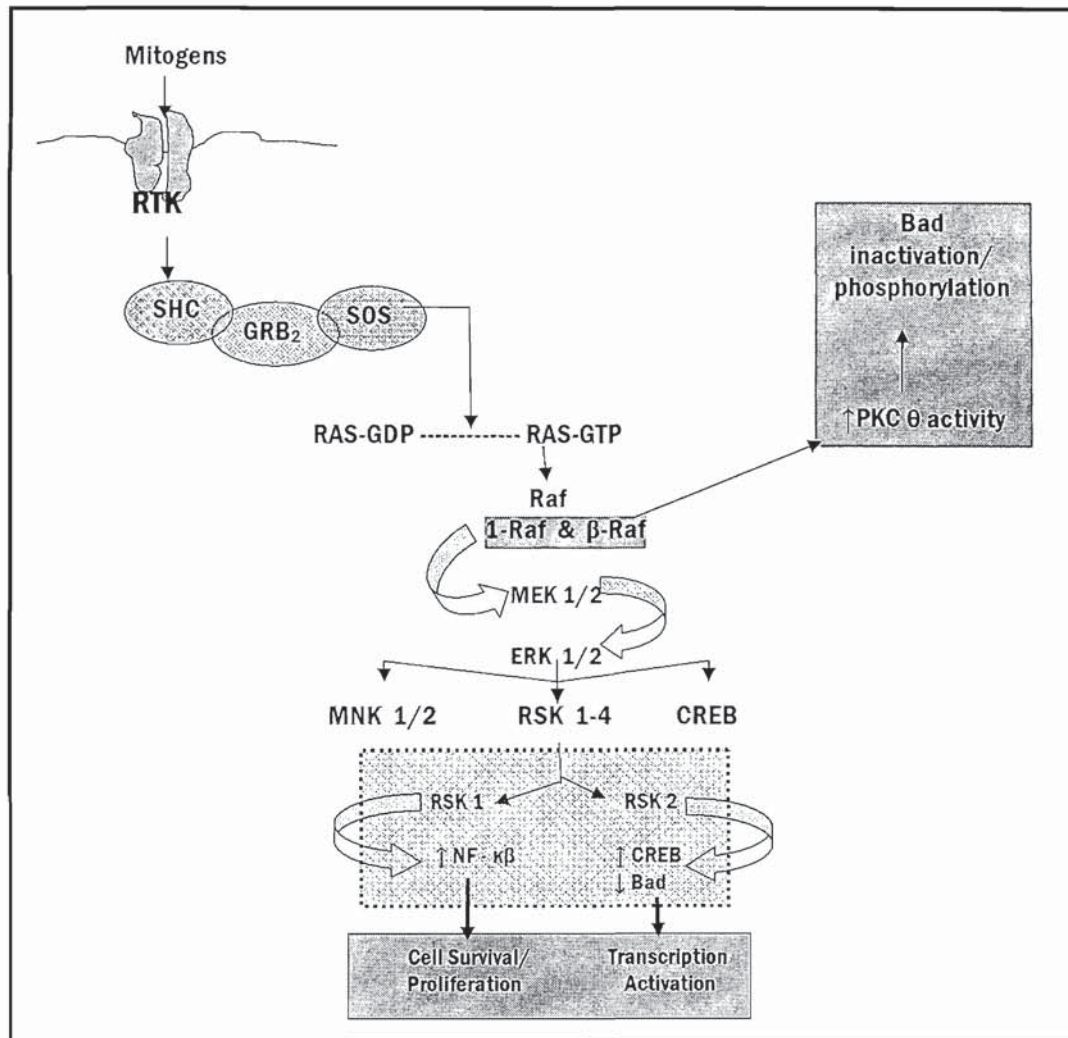 Mitogens
RTK
SHC
GRB₂
SOS
Bad
inactivation/
phosphorylation
↑PKC θ activity
RAS-GDP
RAS-GTP
Raf
1-Raf & β-Raf
MEK 1/2
ERK 1/2
MNK 1/2
RSK 1-4
CREB
RSK 1
RSK 2
↑ NF - κβ
↑ CREB
↓ Bad
Cell Survival/
Proliferation
Transcription
Activation